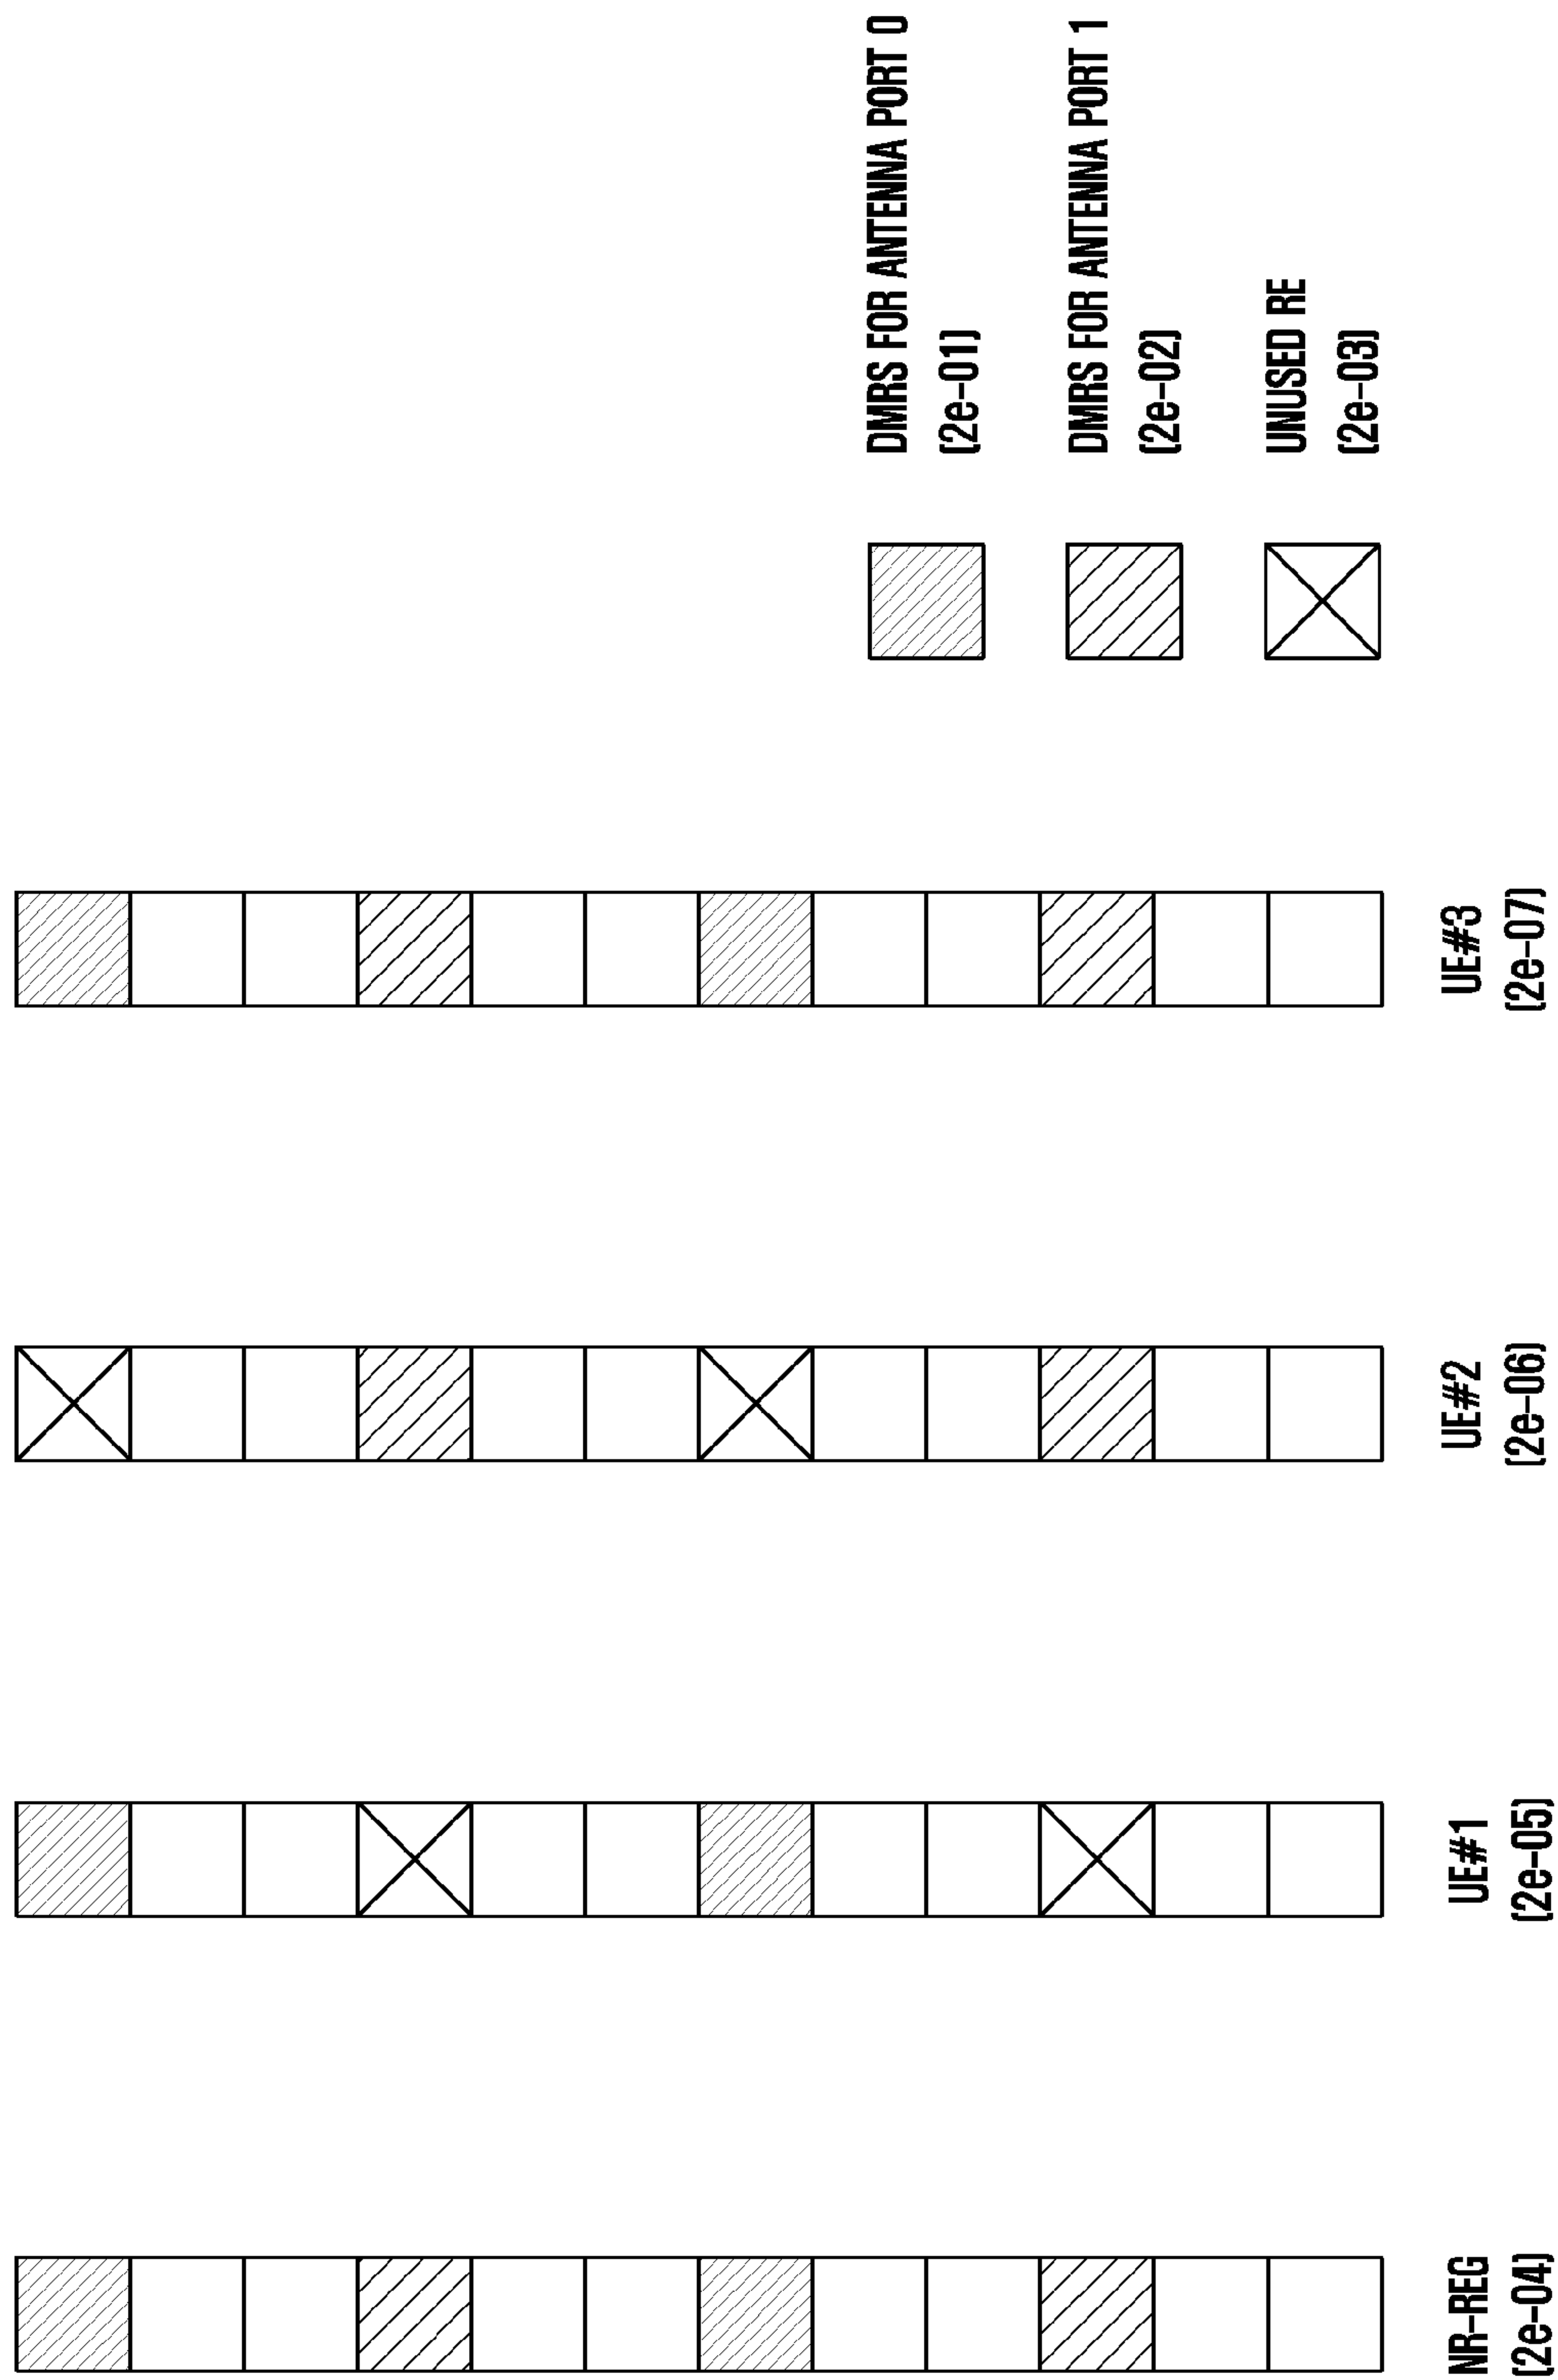 DMRS FOR ANTENNA PORT 0
(2e-01)
DMRS FOR ANTENNA PORT 1
(2e-02)
UNUSED RE
(2e-03)
NR-REG
(2e-04)
UE#1
(2e-05)
UE#2
(2e-06)
UE#3
(2e-07)